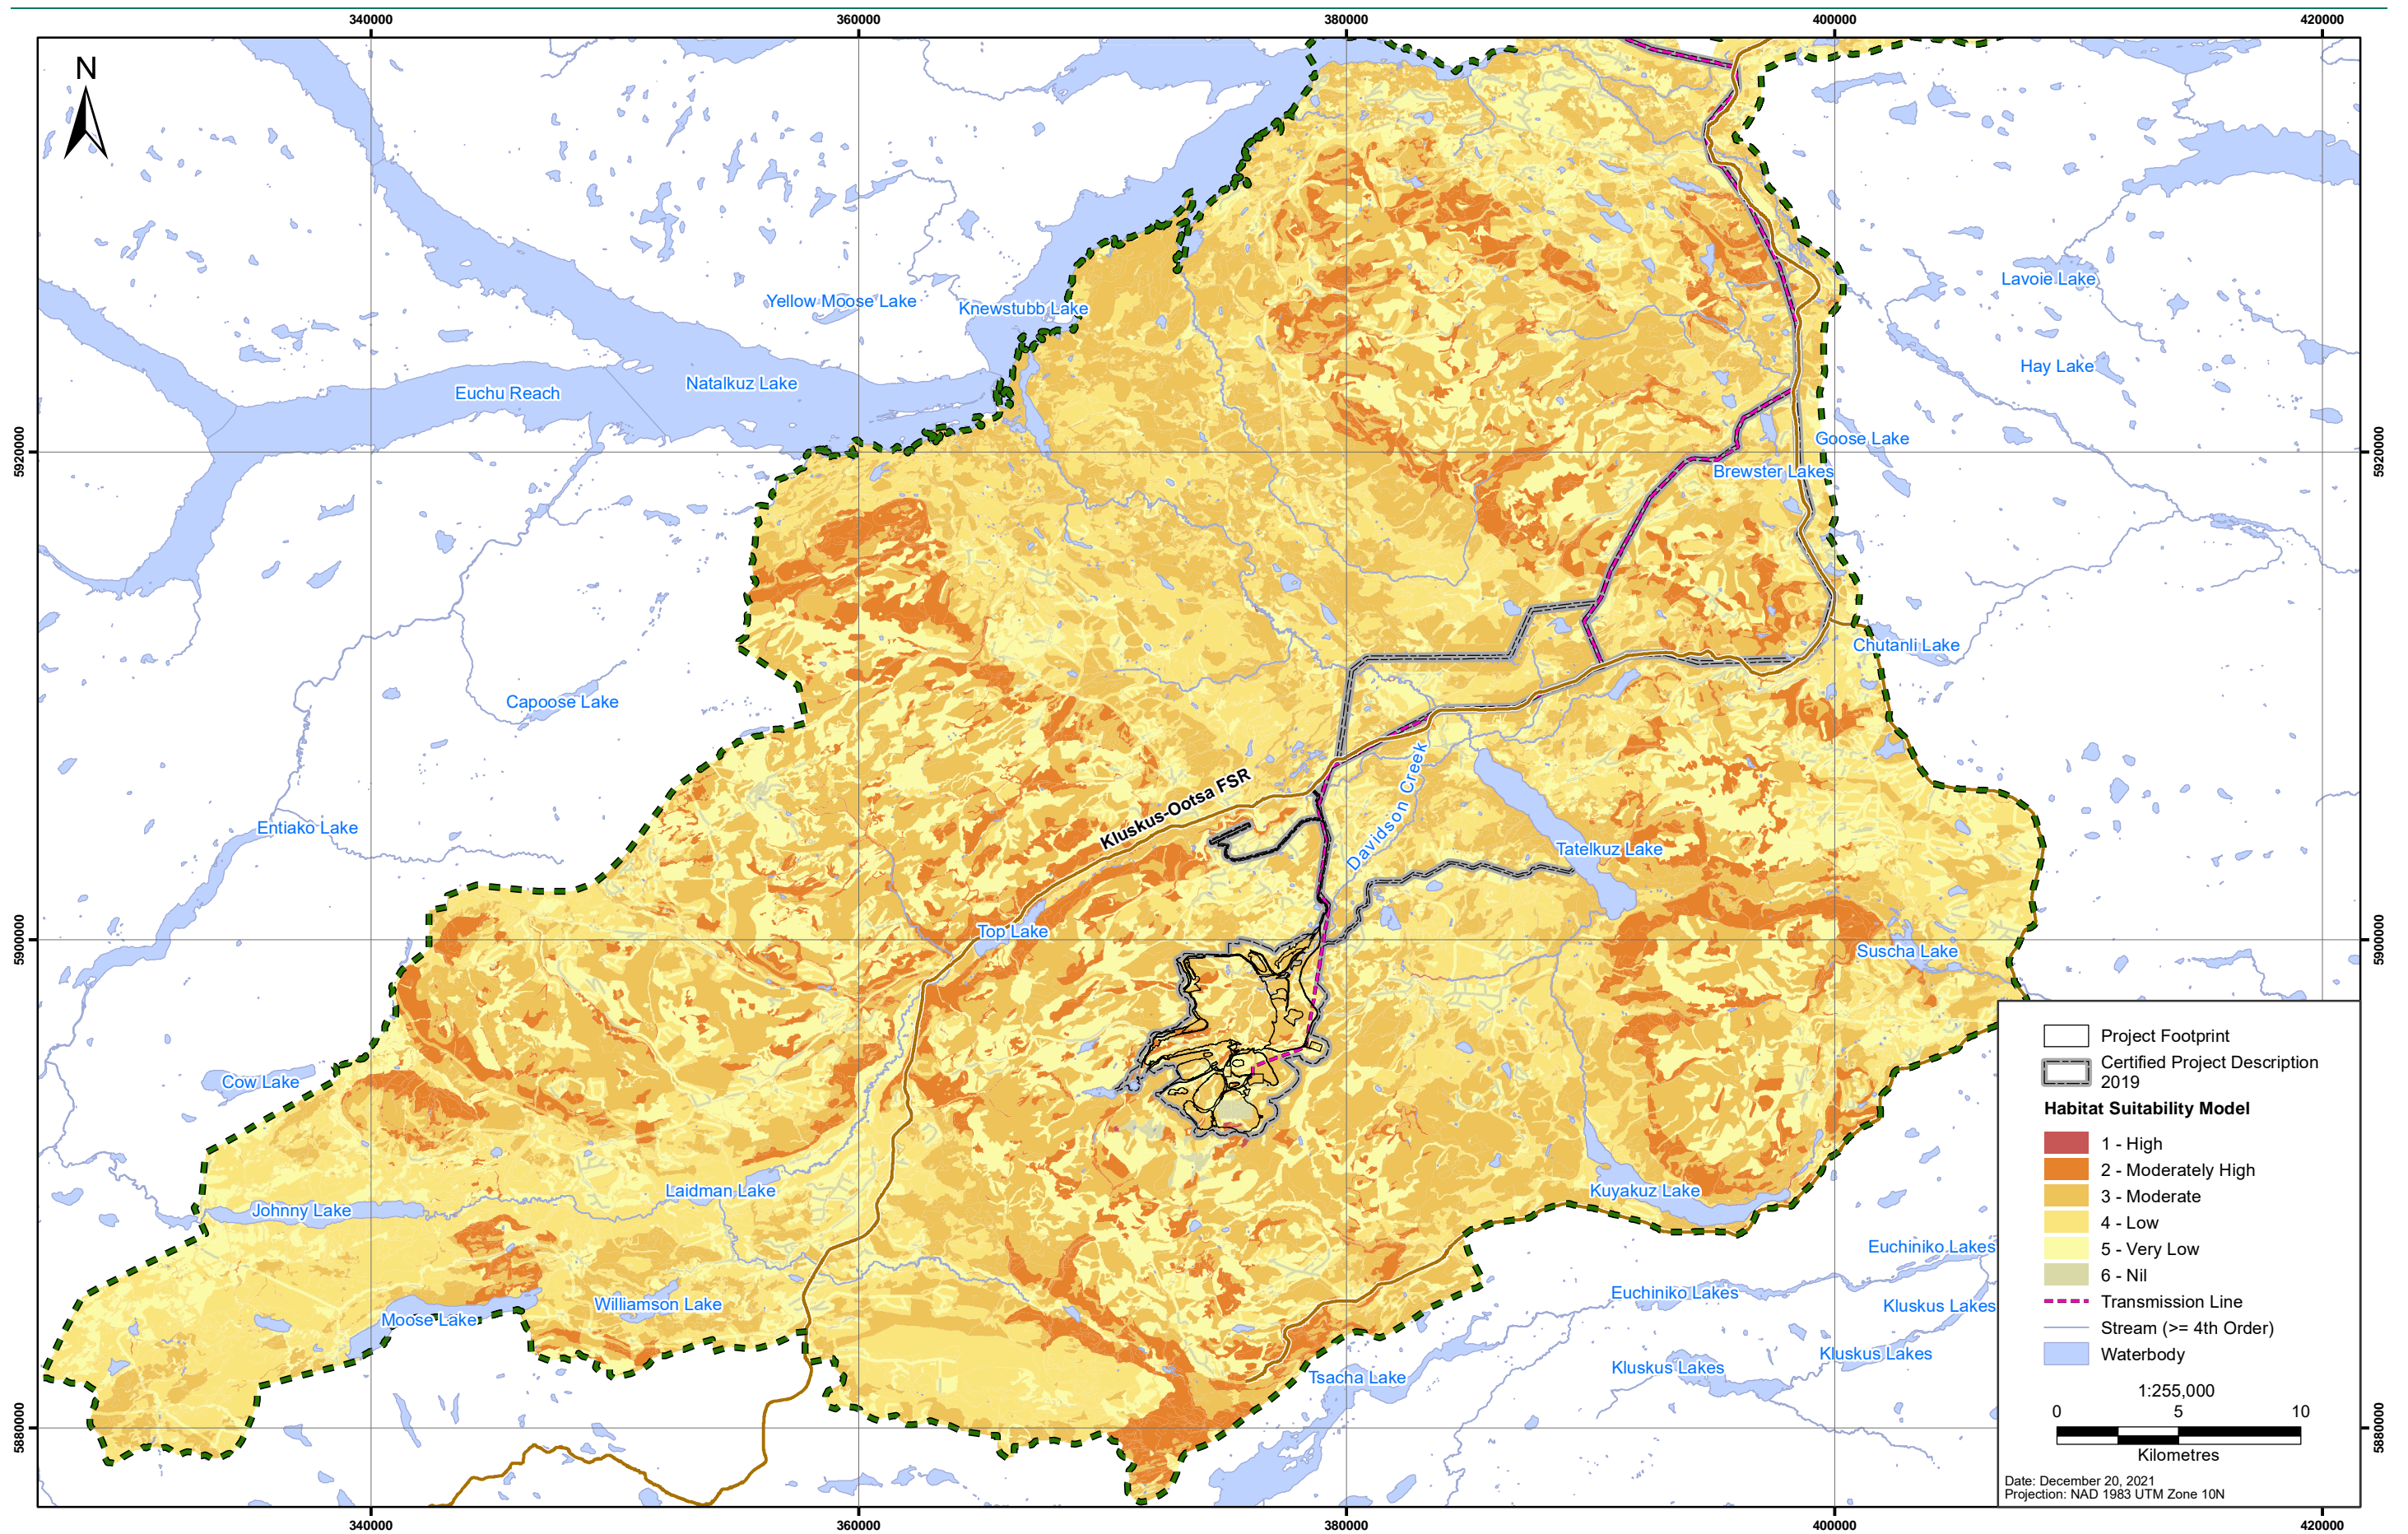 340000
360000
380000
400000
420000
N
Yellow Moose Lake
Knewstubb Lake
Lavoie Lake
Euchu Reach
Natalkuz Lake
Hay Lake
5920000
5920000
Goose Lake
Brewster Lakes
Chutanli Lake
Capoose Lake
Kluskus-Ootsa FSR
Davidson Creek
Entiako Lake
Tatelkuz Lake
Top Lake
5900000
5900000
Suscha Lake
Cow Lake
Laidman Lake
Kuyakuz Lake
Johnny Lake
Euchiniko Lakes
Euchiniko Lakes
Williamson Lake
Kluskus Lakes
Moose Lake
Kluskus Lakes
Kluskus Lakes
Tsacha Lake
5880000
5880000
Project Footprint
Certified Project Description
2019
Habitat Suitability Model
1 - High
2 - Moderately High
3 - Moderate
4 - Low
5 - Very Low
6 - Nil
Transmission Line
Stream (>= 4th Order)
Waterbody
1:255,000
0 5 10
Kilometres
Date: December 20, 2021
Projection: NAD 1983 UTM Zone 10N
340000
360000
380000
400000
420000